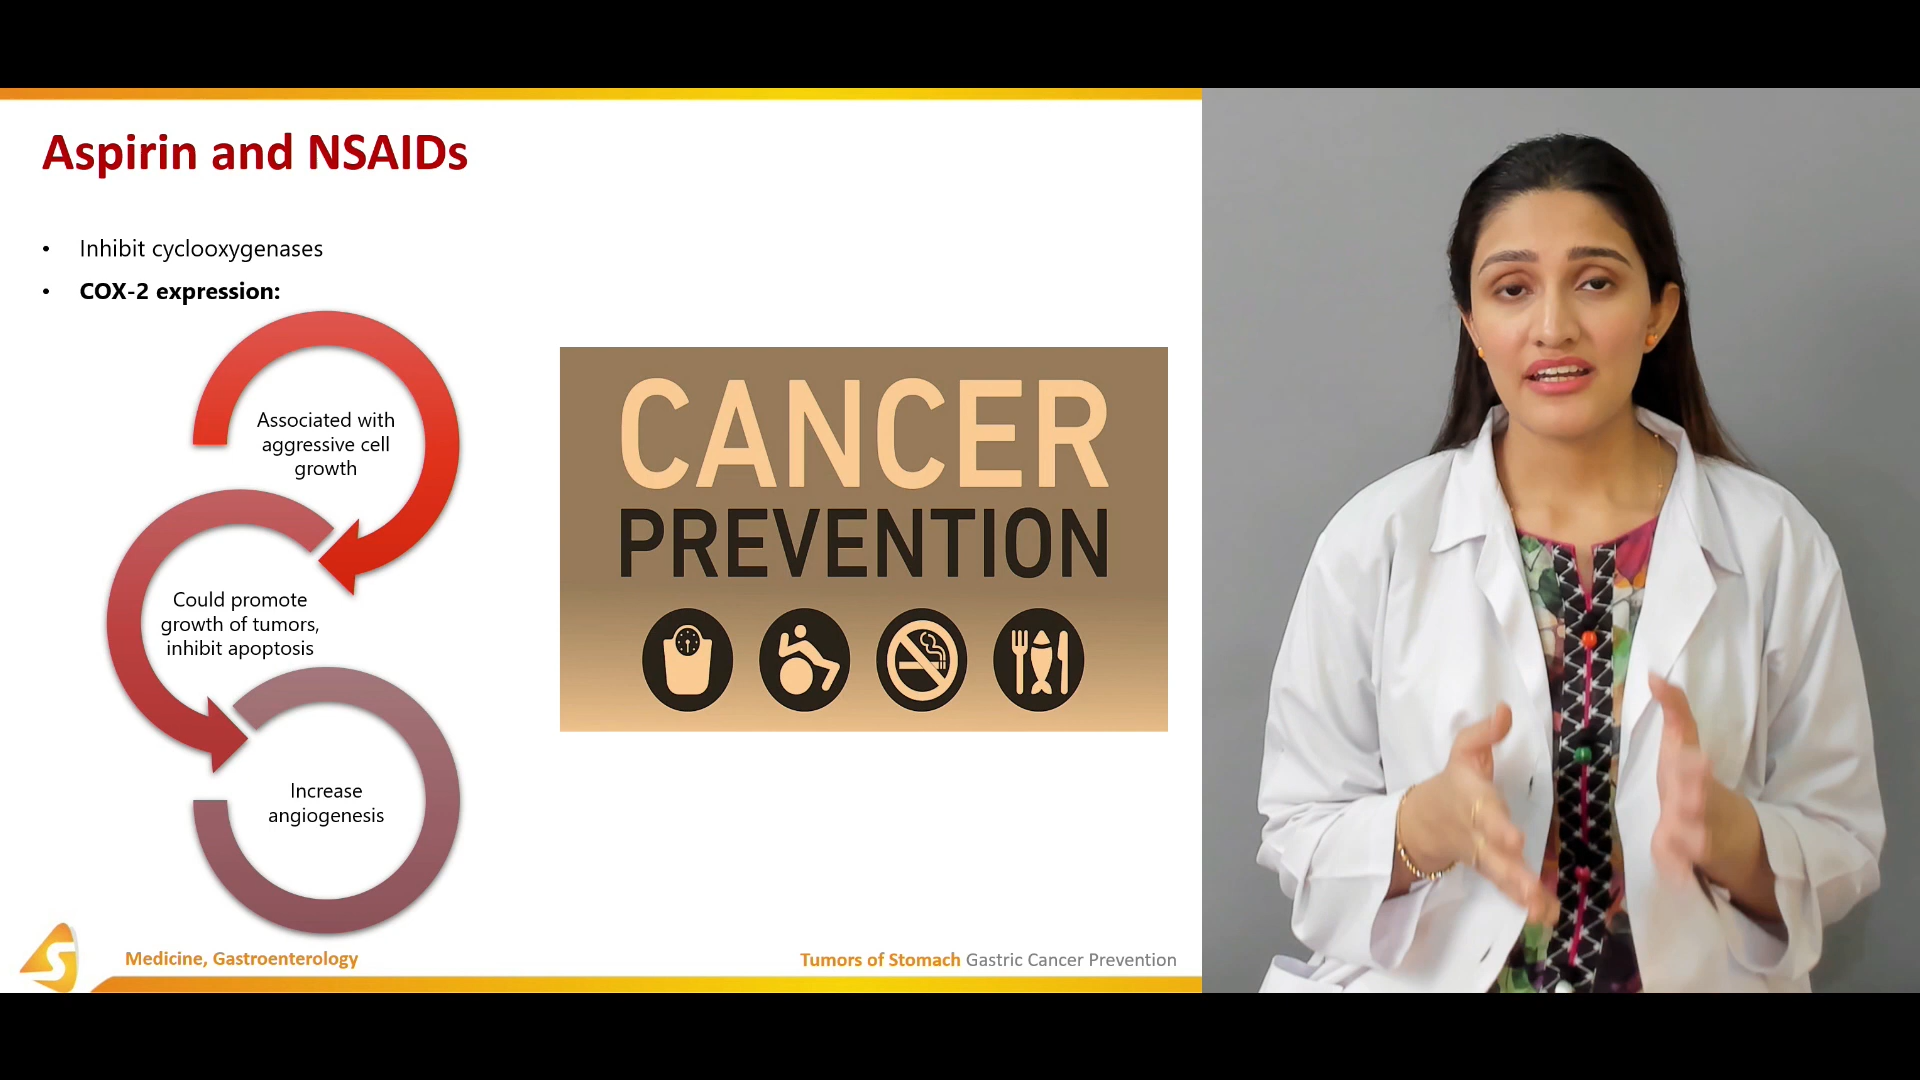 Aspirin and NSAIDs
• Inhibit cyclooxygenases
• COX-2 expression:
Associated with
aggressive cell
growth
Could promote
growth of tumors,
inhibit apoptosis
Increase
angiogenesis
CANCER
PREVENTION
S
Medicine, Gastroenterology
Tumors of Stomach Gastric Cancer Prevention